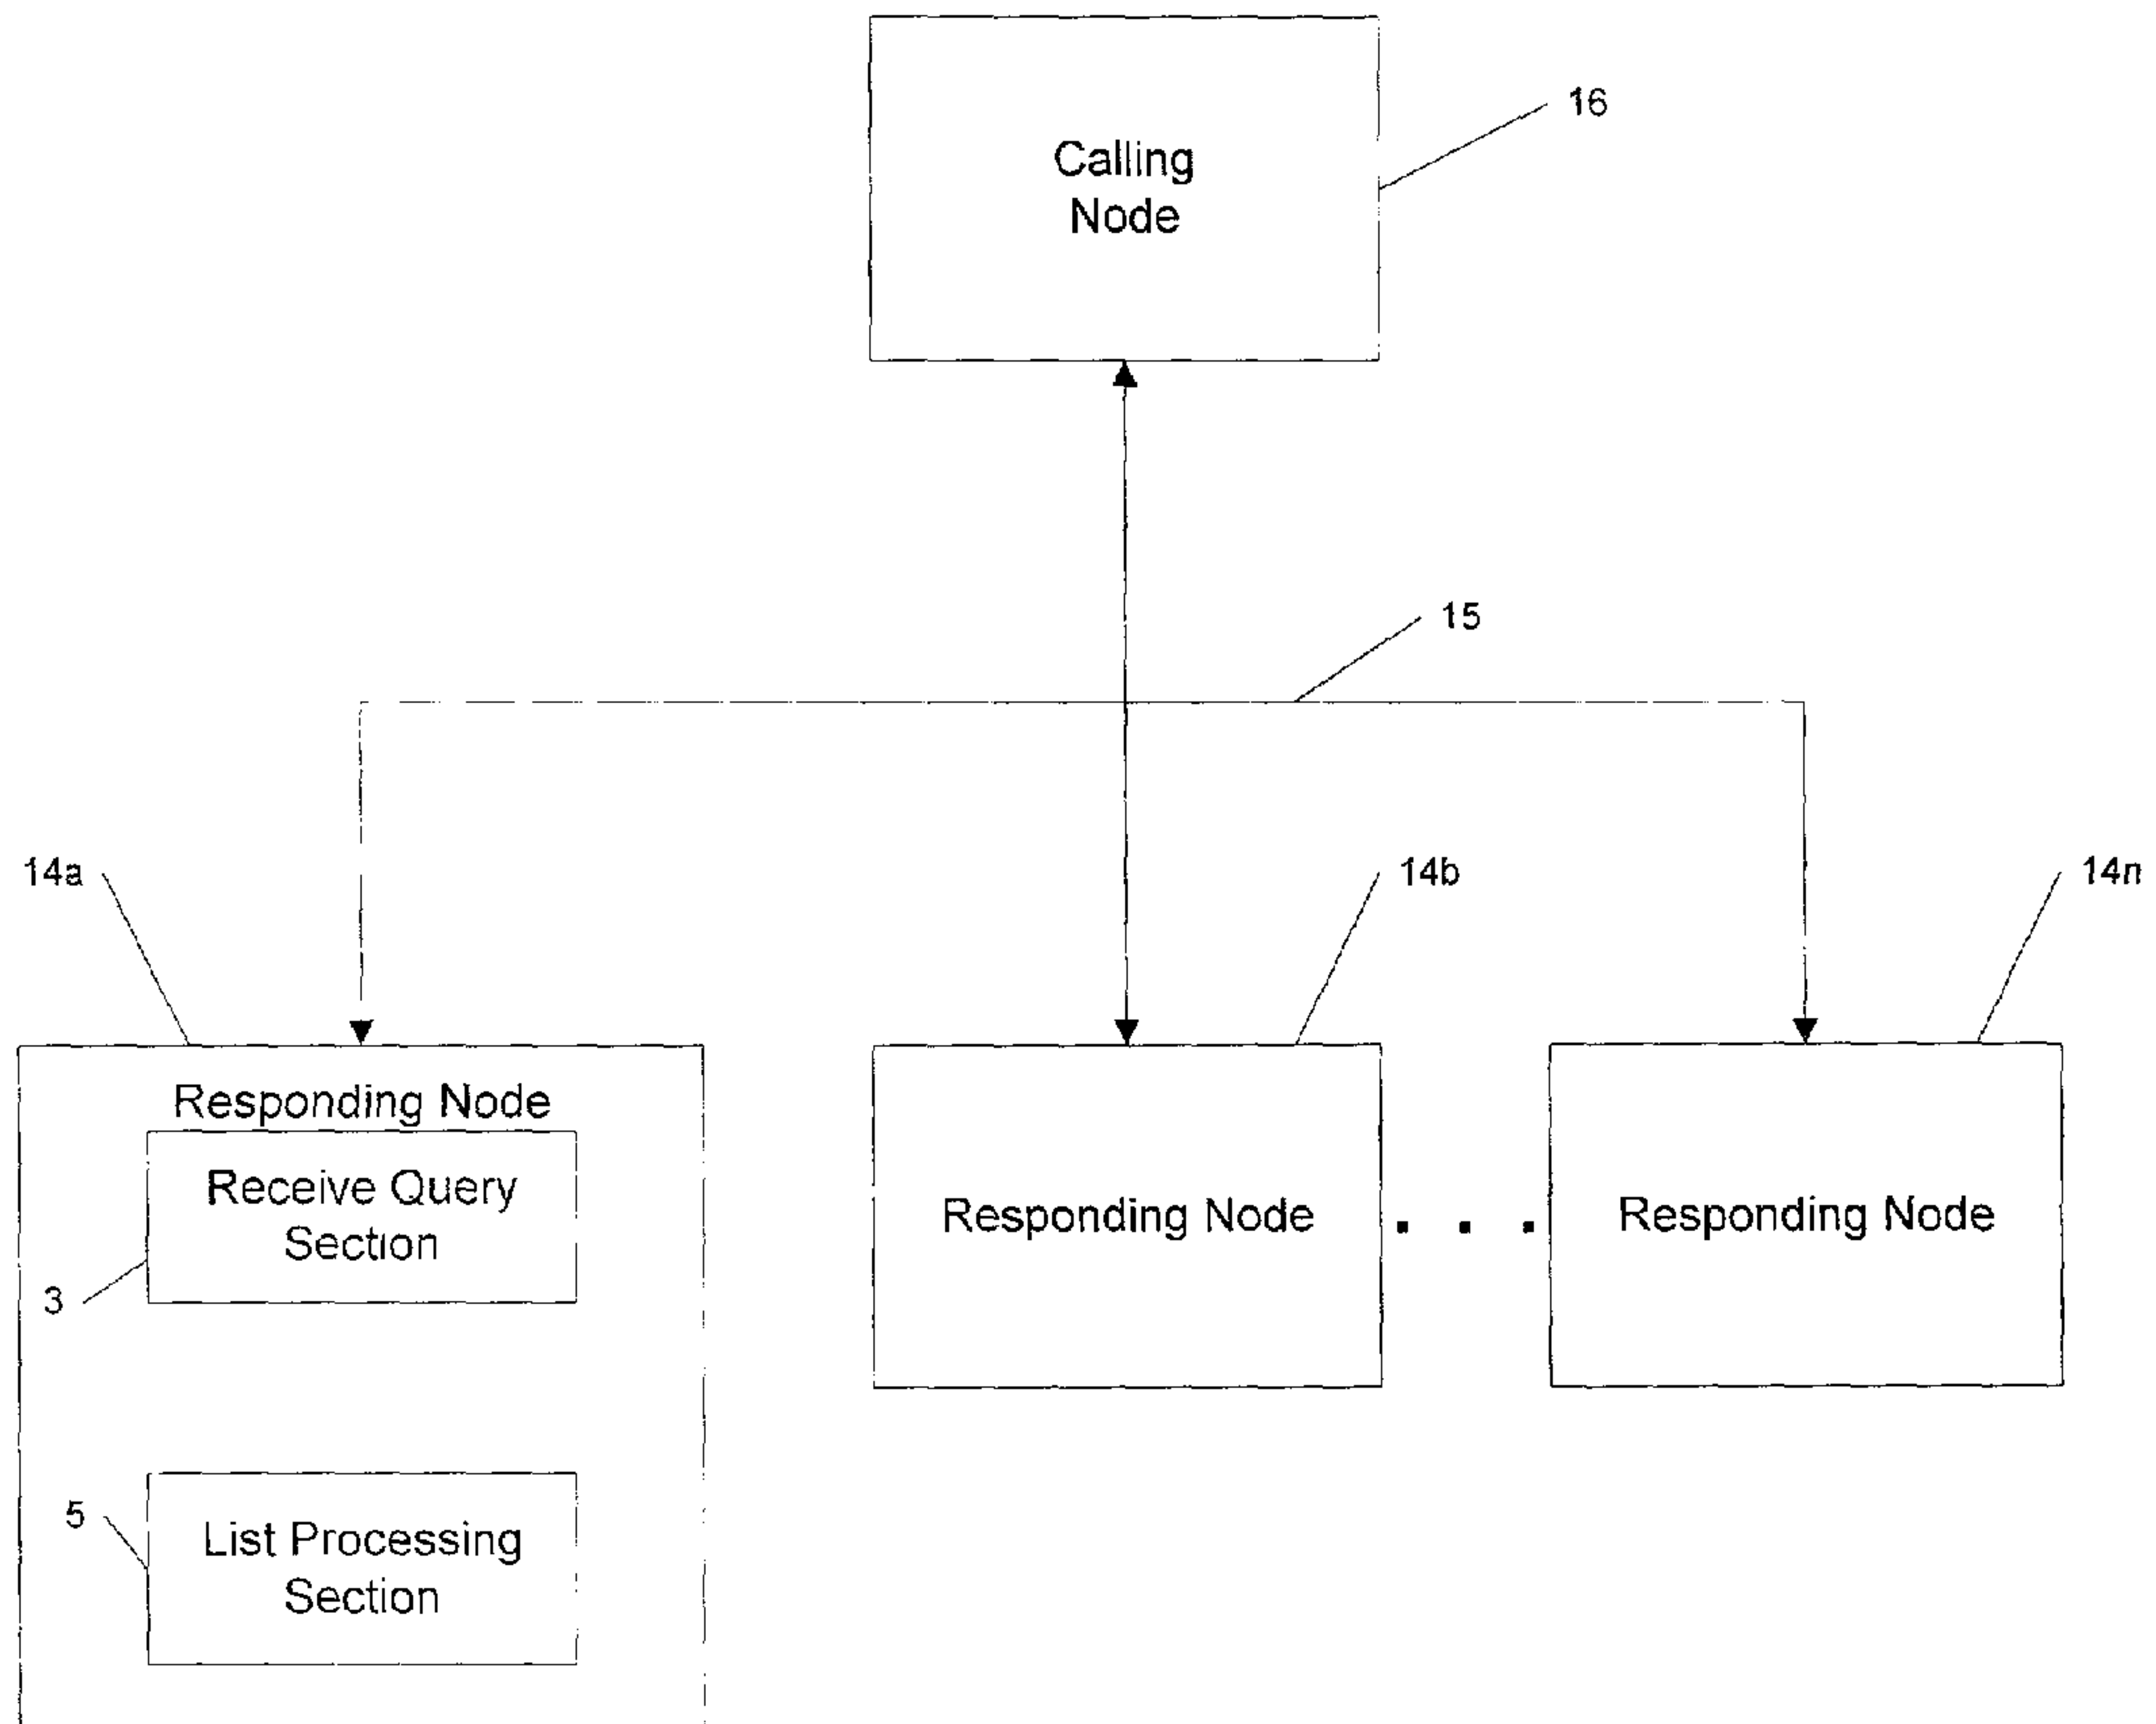 Calling
Node
16
15
14a
14b
14n
Responding Node
Receive Query
Section
3
Responding Node
. . .
Responding Node
5
List Processing
Section